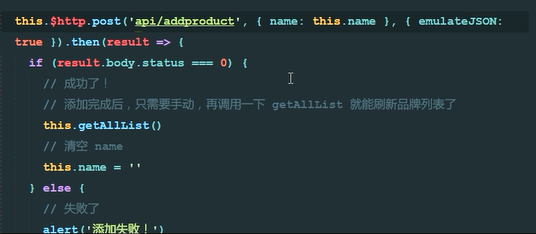 this.$http.post('api/addproduct', { name: this.name }, { emulateJSON:
true }).then(result => {
if (result.body.status === 0) {
// 成功了！
// 添加完成后，只需要手动，再调用一下 getAllList 就能刷新品牌列表了
this.getAllList()
// 清空 name
this.name = ''
} else {
// 失败了
alert('添加失败！')